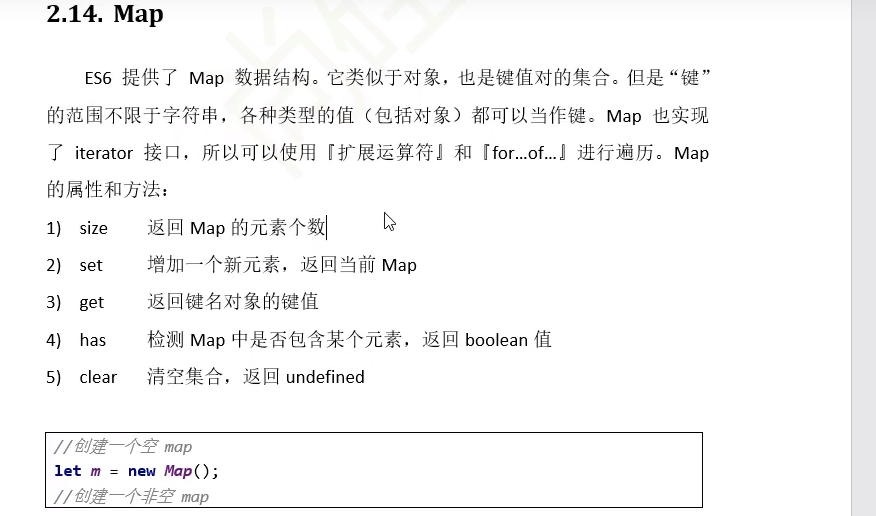 2.14. Map
ES6 提供了 Map 数据结构。它类似于对象，也是键值对的集合。但是“键”
的范围不限于字符串，各种类型的值（包括对象）都可以当作键。Map 也实现
了 iterator 接口，所以可以使用『扩展运算符』和『for…of…』进行遍历。Map
的属性和方法：
1) size 返回 Map 的元素个数
2) set 增加一个新元素，返回当前 Map
3) get 返回键名对象的键值
4) has 检测 Map 中是否包含某个元素，返回 boolean 值
5) clear 清空集合，返回 undefined
//创建一个空 map
let m = new Map();
//创建一个非空 map